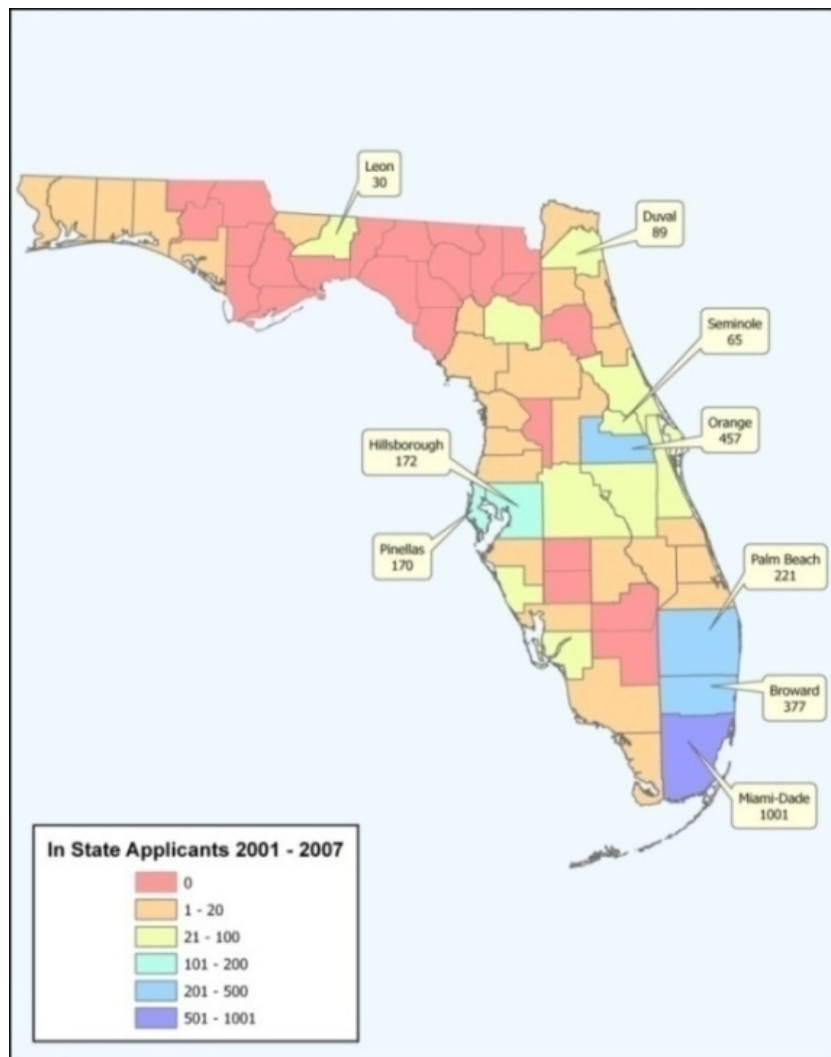 Leon
30
Duval
89
Seminole
65
Orange
457
Hillsborough
172
Pinellas
170
Palm Beach
221
Broward
377
Miami-Dade
1001
In State Applicants 2001 - 2007
0
1 - 20
21 - 100
101 - 200
201 - 500
501 - 1001